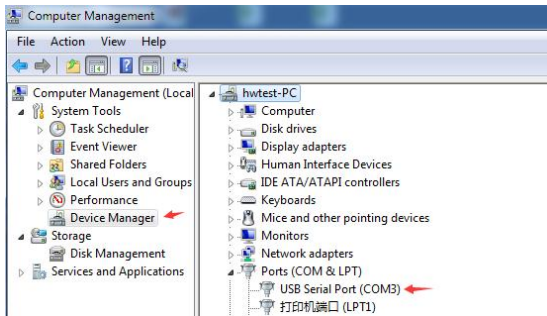 Computer Management
File Action View Help
Computer Management (Local
System Tools
Task Scheduler
Event Viewer
Shared Folders
Local Users and Groups
Performance
Device Manager
Storage
Disk Management
Services and Applications
hwtest-PC
Computer
Disk drives
Display adapters
Human Interface Devices
IDE ATA/ATAPI controllers
Keyboards
Mice and other pointing devices
Monitors
Network adapters
Ports (COM & LPT)
USB Serial Port (COM3)
打印机端口 (LPT1)